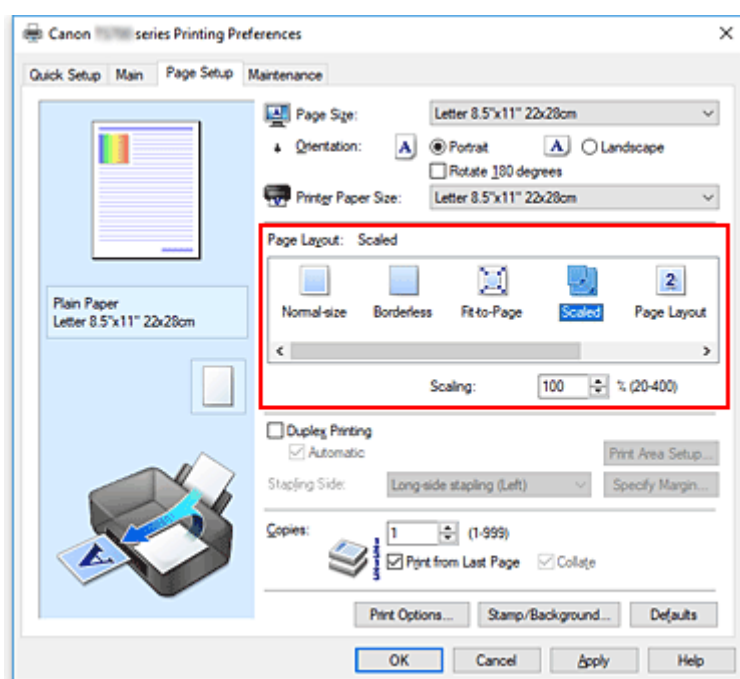 Canon series Printing Preferences
Quick Setup Main Page Setup Maintenance
Page Size: Letter 8.5"x11" 22x28cm
Orientation: A Portrait A Landscape
Rotate 180 degrees
Printer Paper Size: Letter 8.5"x11" 22x28cm
Page Layout: Scaled
2
Normal-size Borderless Fit-to-Page Scaled Page Layout
Scaling: 100 % (20-400)
Plain Paper
Letter 8.5"x11" 22x28cm
Duplex Printing
Automatic
Print Area Setup...
Stapling Side: Long-side stapling (Left) Specify Margin...
Copies: 1 (1-999)
Print from Last Page Collate
A
Print Options... Stamp/Background... Defaults
OK Cancel Apply Help